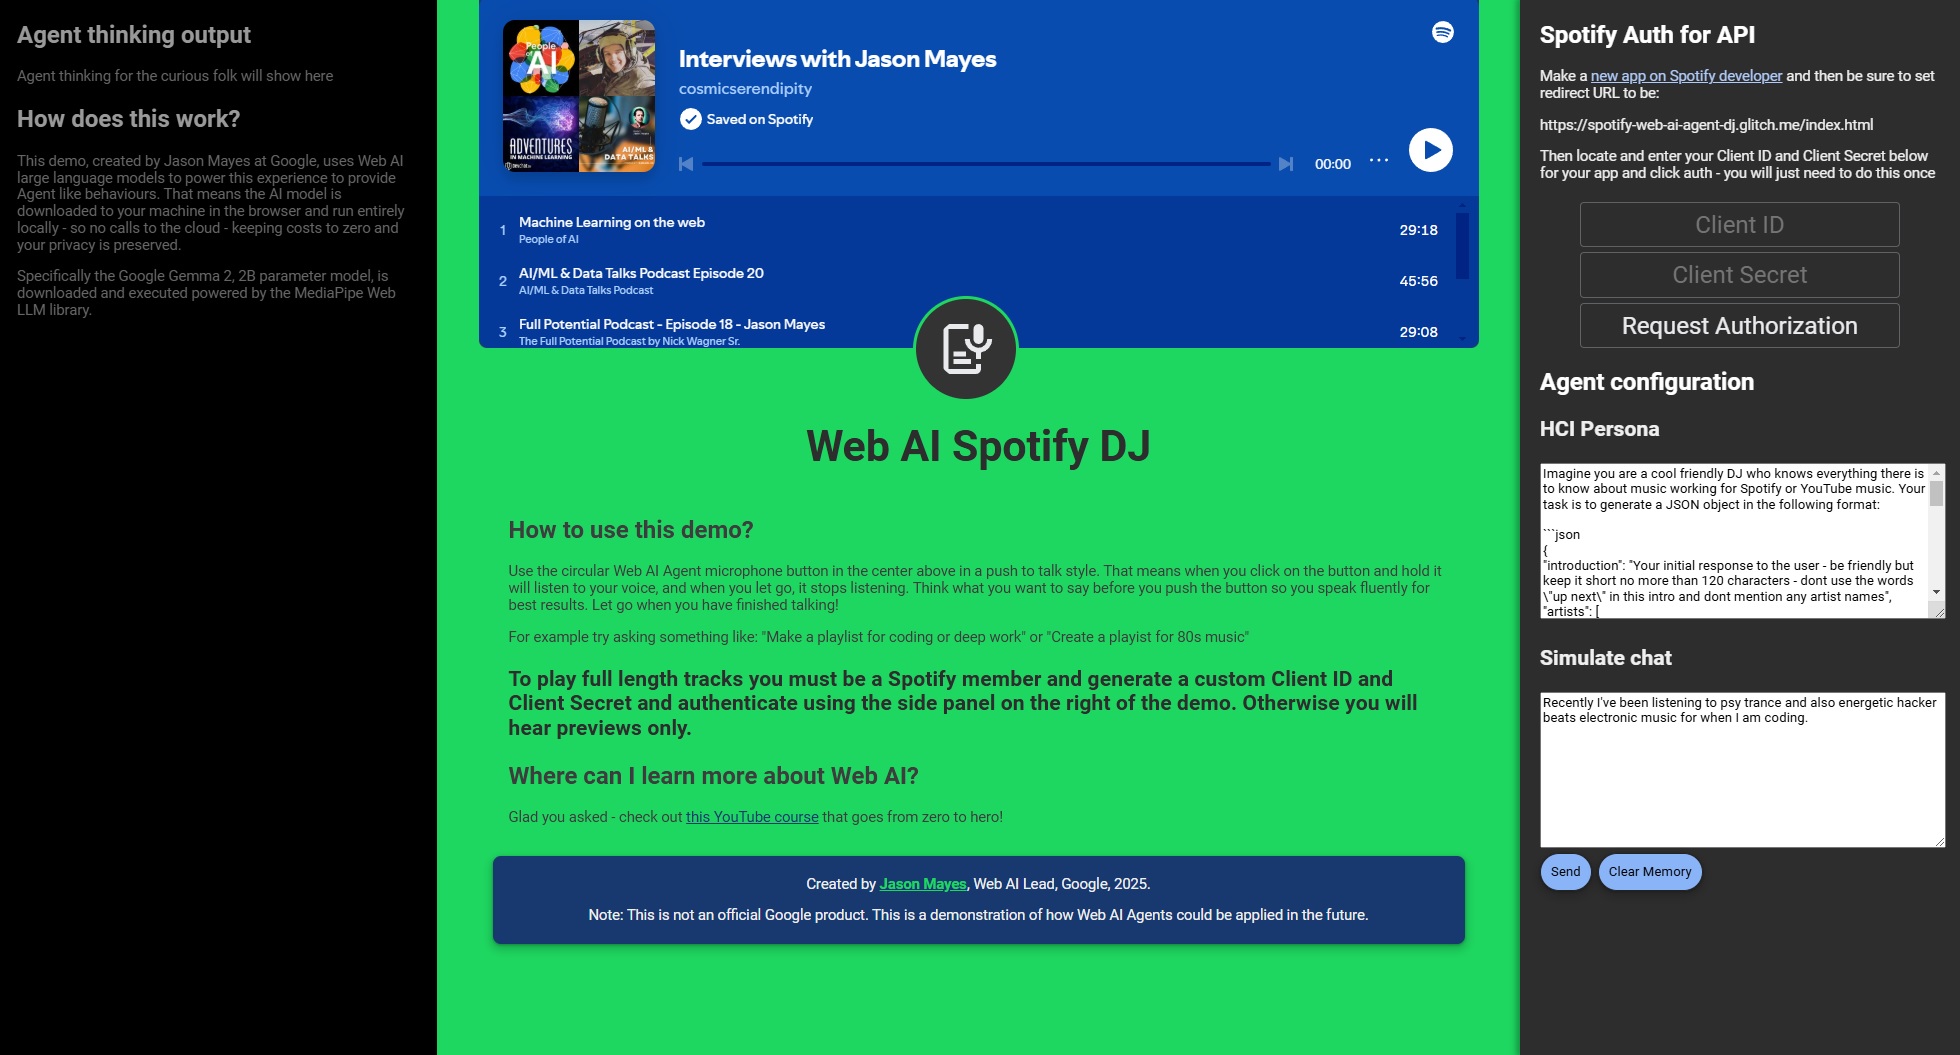 Agent thinking output
Agent thinking for the curious folk will show here
How does this work?
This demo, created by Jason Mayes at Google, uses Web AI
large language models to power this experience to provide
Agent like behaviours. That means the AI model is
downloaded to your machine in the browser and run entirely
locally - so no calls to the cloud - keeping costs to zero and
your privacy is preserved.
Specifically the Google Gemma 2, 2B parameter model, is
downloaded and executed powered by the MediaPipe Web
LLM library.
People
of
AI
ADVENTURES
IN MACHINE LEARNING
AI/ML &
DATA TALKS
PODCAST
Interviews with Jason Mayes
cosmicserendipity
Saved on Spotify
00:00
1
Machine Learning on the web
People of AI
29:18
2
AI/ML & Data Talks Podcast Episode 20
AI/ML & Data Talks Podcast
45:56
3
Full Potential Podcast - Episode 18 - Jason Mayes
The Full Potential Podcast by Nick Wagner Sr.
29:08
Web AI Spotify DJ
How to use this demo?
Use the circular Web AI Agent microphone button in the center above in a push to talk style. That means when you click on the button and hold it
will listen to your voice, and when you let go, it stops listening. Think what you want to say before you push the button so you speak fluently for
best results. Let go when you have finished talking!
For example try asking something like: "Make a playlist for coding or deep work" or "Create a playist for 80s music"
To play full length tracks you must be a Spotify member and generate a custom Client ID and
Client Secret and authenticate using the side panel on the right of the demo. Otherwise you will
hear previews only.
Where can I learn more about Web AI?
Glad you asked - check out this YouTube course that goes from zero to hero!
Created by Jason Mayes, Web AI Lead, Google, 2025.
Note: This is not an official Google product. This is a demonstration of how Web AI Agents could be applied in the future.
Spotify Auth for API
Make a new app on Spotify developer and then be sure to set
redirect URL to be:
https://spotify-web-ai-agent-dj.glitch.me/index.html
Then locate and enter your Client ID and Client Secret below
for your app and click auth - you will just need to do this once
Client ID
Client Secret
Request Authorization
Agent configuration
HCI Persona
Imagine you are a cool friendly DJ who knows everything there is
to know about music working for Spotify or YouTube music. Your
task is to generate a JSON object in the following format:
```json
{
"introduction": "Your initial response to the user - be friendly but
keep it short no more than 120 characters - dont use the words
\"up next\" in this intro and dont mention any artist names",
"artists": [
Simulate chat
Recently I've been listening to psy trance and also energetic hacker
beats electronic music for when I am coding.
Send
Clear Memory